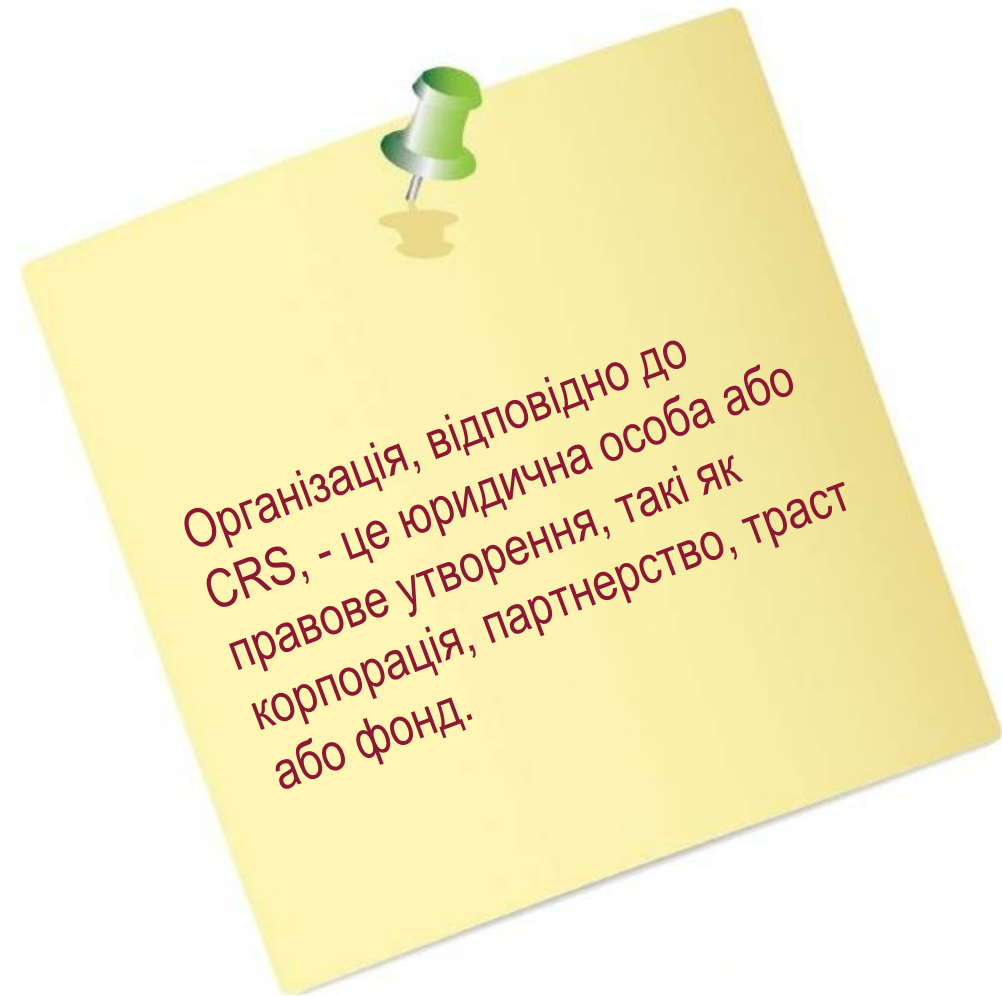 Організація, відповідно до
CRS, - це юридична особа або
правове утворення, такі як
корпорація, партнерство, траст
або фонд.